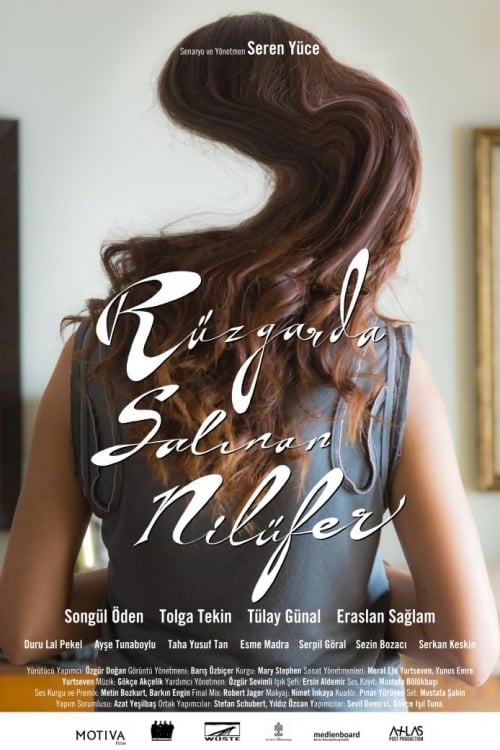 Senaryo ve Yönetmen Seren Yüce
Rüzgarda
Salınan
Nilüfer
Songül Öden Tolga Tekin Tülay Günal Eraslan Sağlam
Duru Lal Pekel Ayşe Tunaboylu Taha Yusuf Tan Esme Madra Serpil Göral Sezin Bozacı Serkan Keskin
Yürütücü Yapımcı: Özgür Doğan Görüntü Yönetmeni: Barış Özbiçer Kurgu: Mary Stephen Sanat Yönetmenleri: Meral Efe Yurtseven, Yunus Emre
Yurtseven Müzik: Gökçe Akçelik Yardımcı Yönetmen: Özgür Sevimli Işık Şefi: Ersin Aldemir Ses Kayıt: Mustafa Bölükbaşı
Ses Kurgu ve Premix: Metin Bozkurt, Barkın Engin Final Mix: Robert Jager Makyaj: Nimet İnkaya Kuaför: Pınar Yürüyen Set: Mustafa Şahin
Yapım Sorumlusu: Azat Yeşilbaş Ortak Yapımcılar: Stefan Schubert, Yıldız Özcan Yapımcılar: Sevil Demirci, Gökçe Işıl Tuna.
MOTIVA
FILM
WÜSTE
medienboard
ATLAS
POST PRODUCTION